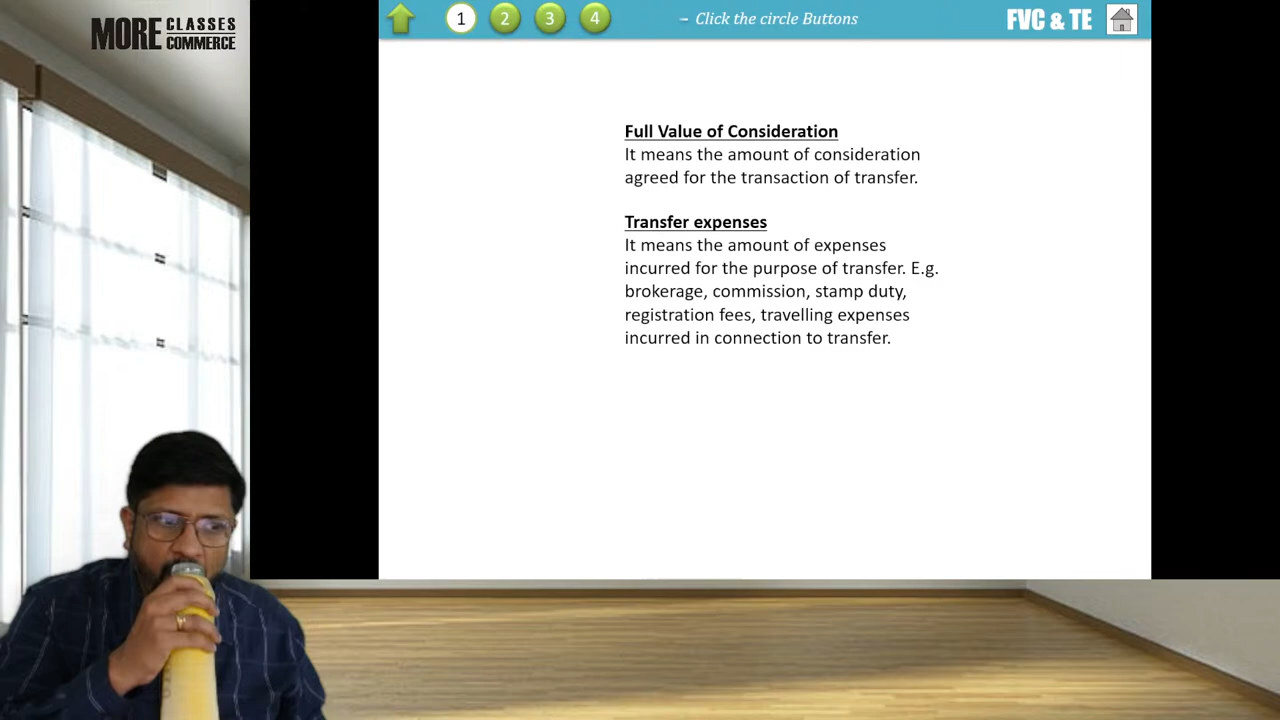 MORE CLASSES COMMERCE
1 2 3 4 – Click the circle Buttons FVC & TE
Full Value of Consideration
It means the amount of consideration
agreed for the transaction of transfer.
Transfer expenses
It means the amount of expenses
incurred for the purpose of transfer. E.g.
brokerage, commission, stamp duty,
registration fees, travelling expenses
incurred in connection to transfer.